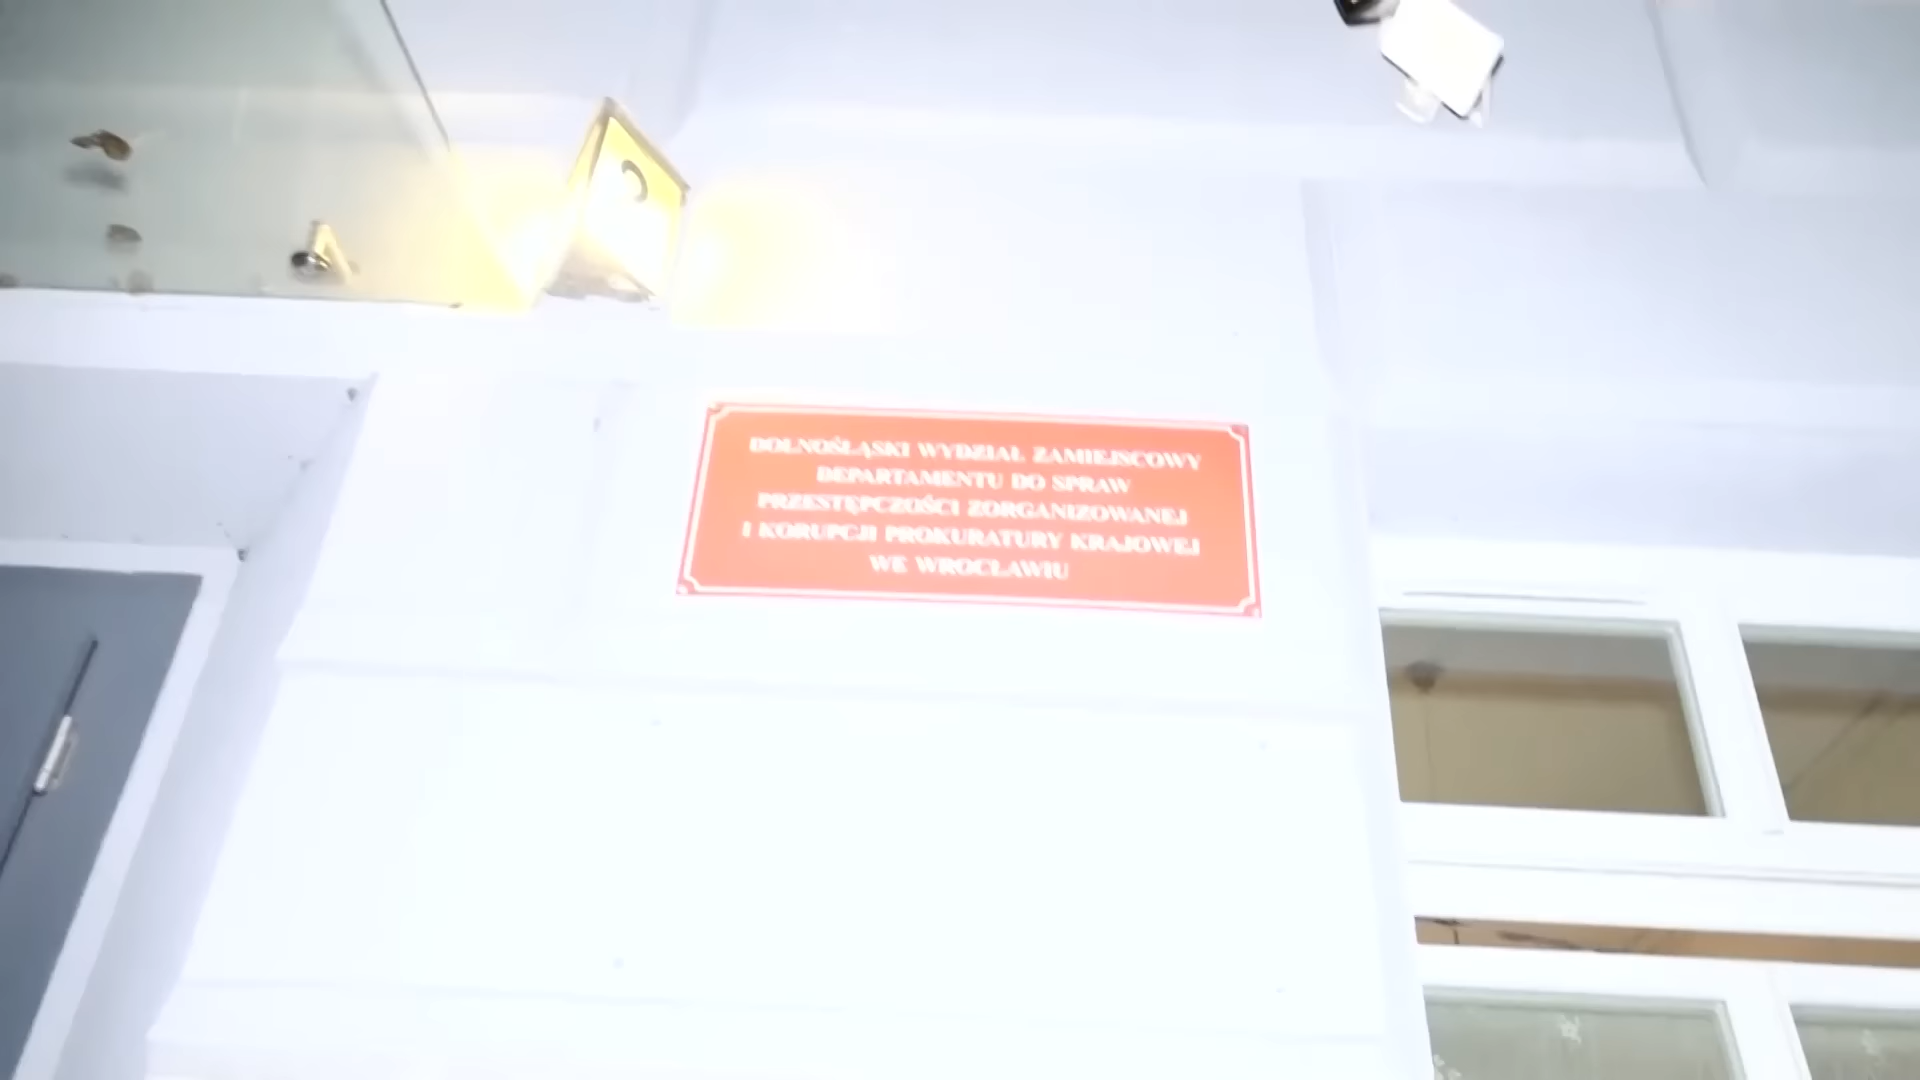 DOLNOŚLĄSKI WYDZIAŁ ZAMIEJSCOWY
DEPARTAMENTU DO SPRAW
PRZESTĘPCZOŚCI ZORGANIZOWANEJ
I KORUPCJI PROKURATURY KRAJOWEJ
WE WROCŁAWIU